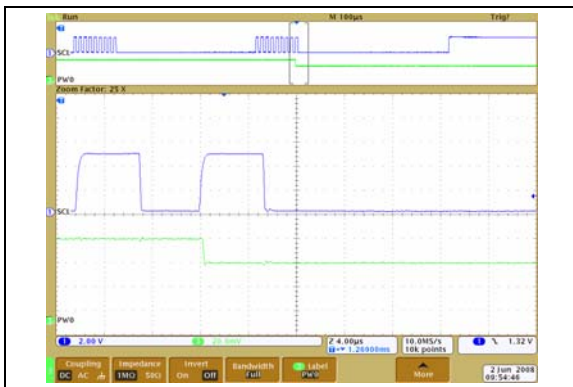 Run M 100µs Trig?
SCL
PW0
Zoom Factor: 25 X
SCL
PW0
1 2.00 V Z 4.00µs 10.0MS/s 1 1.32 V
1.26900ms 10k points
Coupling Impedance Invert Bandwidth Label More
DC AC 1MΩ 50Ω On Off Full PW0
2 Jun 2008
09:54:46